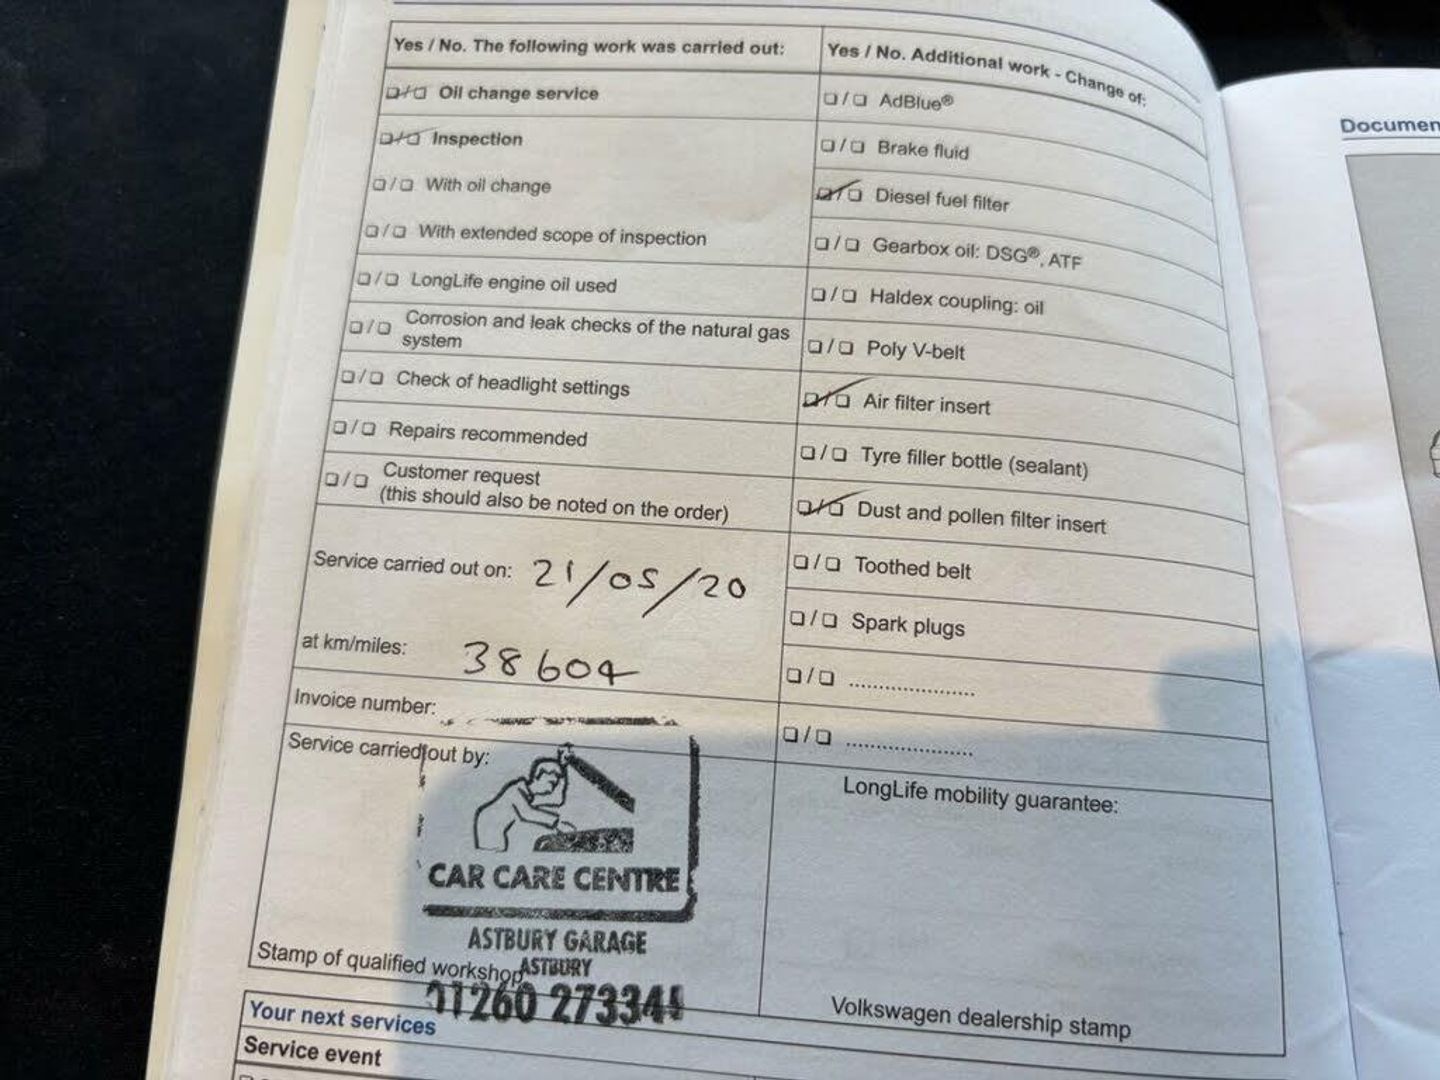 Yes / No. The following work was carried out:
☐/☐ Oil change service
☐/☐ Inspection
☐/☐ With oil change
☐/☐ With extended scope of inspection
☐/☐ LongLife engine oil used
☐/☐ Corrosion and leak checks of the natural gas
system
☐/☐ Check of headlight settings
☐/☐ Repairs recommended
☐/☐ Customer request
(this should also be noted on the order)
Service carried out on: 21/05/20
at km/miles: 38604
Invoice number:
Service carried out by:
CAR CARE CENTRE
ASTBURY GARAGE
ASTBURY
Stamp of qualified workshop
01260 273344
Yes / No. Additional work - Change of:
☐/☐ AdBlue®
☐/☐ Brake fluid
☐/☐ Diesel fuel filter
☐/☐ Gearbox oil: DSG®, ATF
☐/☐ Haldex coupling: oil
☐/☐ Poly V-belt
☐/☐ Air filter insert
☐/☐ Tyre filler bottle (sealant)
☐/☐ Dust and pollen filter insert
☐/☐ Toothed belt
☐/☐ Spark plugs
☐/☐ .....................
☐/☐ .....................
LongLife mobility guarantee:
Volkswagen dealership stamp
Your next services
Service event